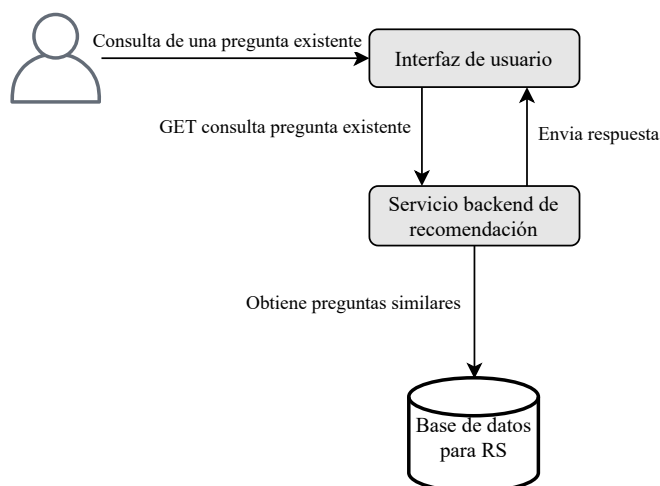 Consulta de una pregunta existente
Interfaz de usuario
GET consulta pregunta existente
Envia respuesta
Servicio backend de
recomendación
Obtiene preguntas similares
Base de datos
para RS